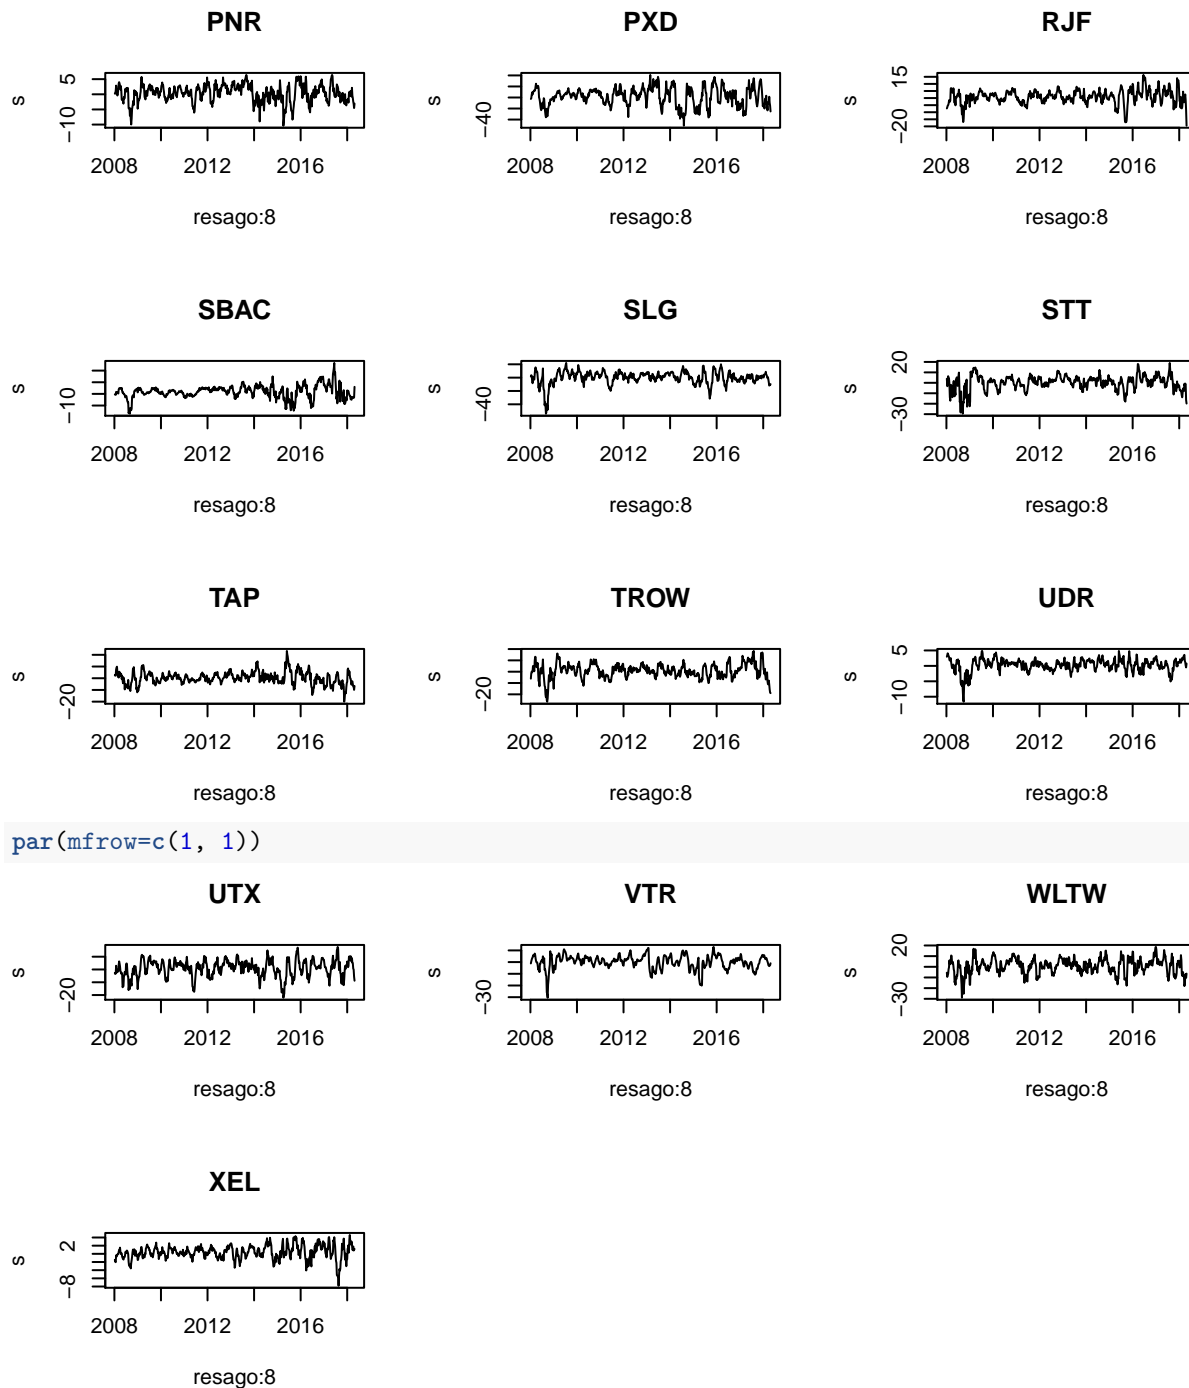 PNR PXD RJF
s 5 −10 s −40 s 15 −20
2008 2012 2016 2008 2012 2016 2008 2012 2016
resago:8 resago:8 resago:8
SBAC SLG STT
s −10 s −40 s 20 −30
2008 2012 2016 2008 2012 2016 2008 2012 2016
resago:8 resago:8 resago:8
TAP TROW UDR
s −20 s −20 s 5 −10
2008 2012 2016 2008 2012 2016 2008 2012 2016
resago:8 resago:8 resago:8
par(mfrow=c(1, 1))
UTX VTR WLTW
s −20 s −30 s 20 −30
2008 2012 2016 2008 2012 2016 2008 2012 2016
resago:8 resago:8 resago:8
XEL
s 2 −8
2008 2012 2016
resago:8